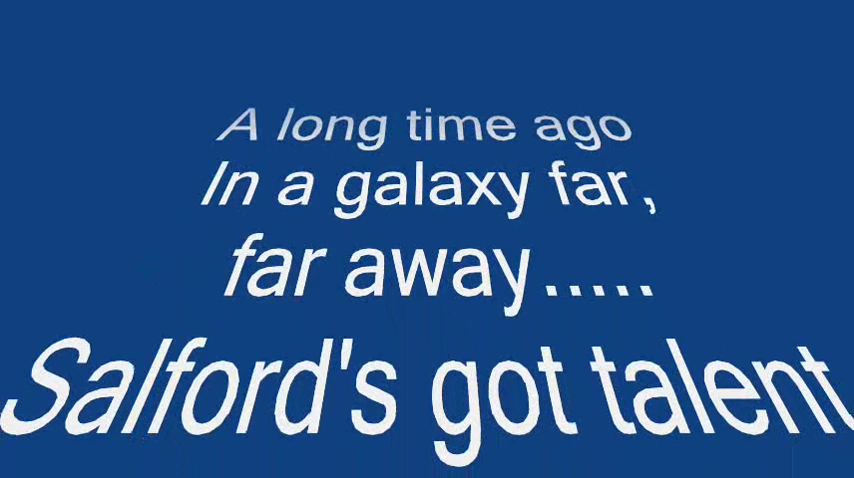 A long time ago
In a galaxy far,
far away.....
Salford's got talent